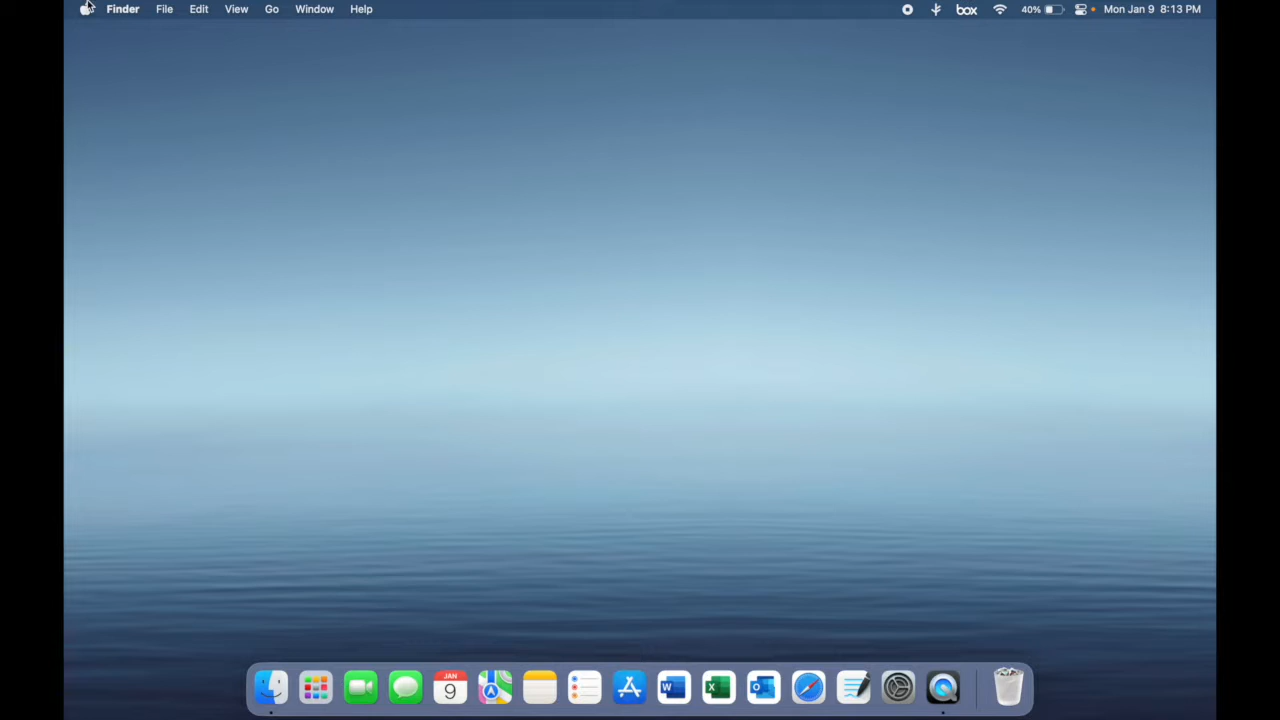 Finder File Edit View Go Window Help box 40% Mon Jan 9 8:13 PM
JAN
9
W
X
O